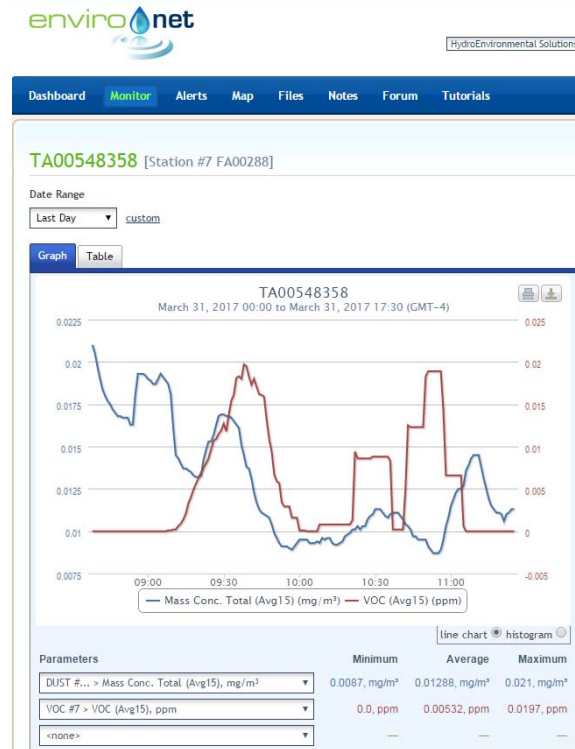 environet
HydroEnvironmental Solutions
Dashboard Monitor Alerts Map Files Notes Forum Tutorials
TA00548358 [Station #7 FA00288]
Date Range
Last Day custom
Graph Table
TA00548358
March 31, 2017 00:00 to March 31, 2017 17:30 (GMT-4)
0.0225 0.025
0.02 0.02
0.0175 0.015
0.015 0.01
0.0125 0.005
0.01 0
0.0075 -0.005
09:00 09:30 10:00 10:30 11:00
Mass Conc. Total (Avg15) (mg/m³) VOC (Avg15) (ppm)
line chart histogram
Parameters Minimum Average Maximum
DUST #... > Mass Conc. Total (Avg15), mg/m³ 0.0087, mg/m³ 0.01288, mg/m³ 0.021, mg/m³
VOC #7 > VOC (Avg15), ppm 0.0, ppm 0.00532, ppm 0.0197, ppm
<none> — — —